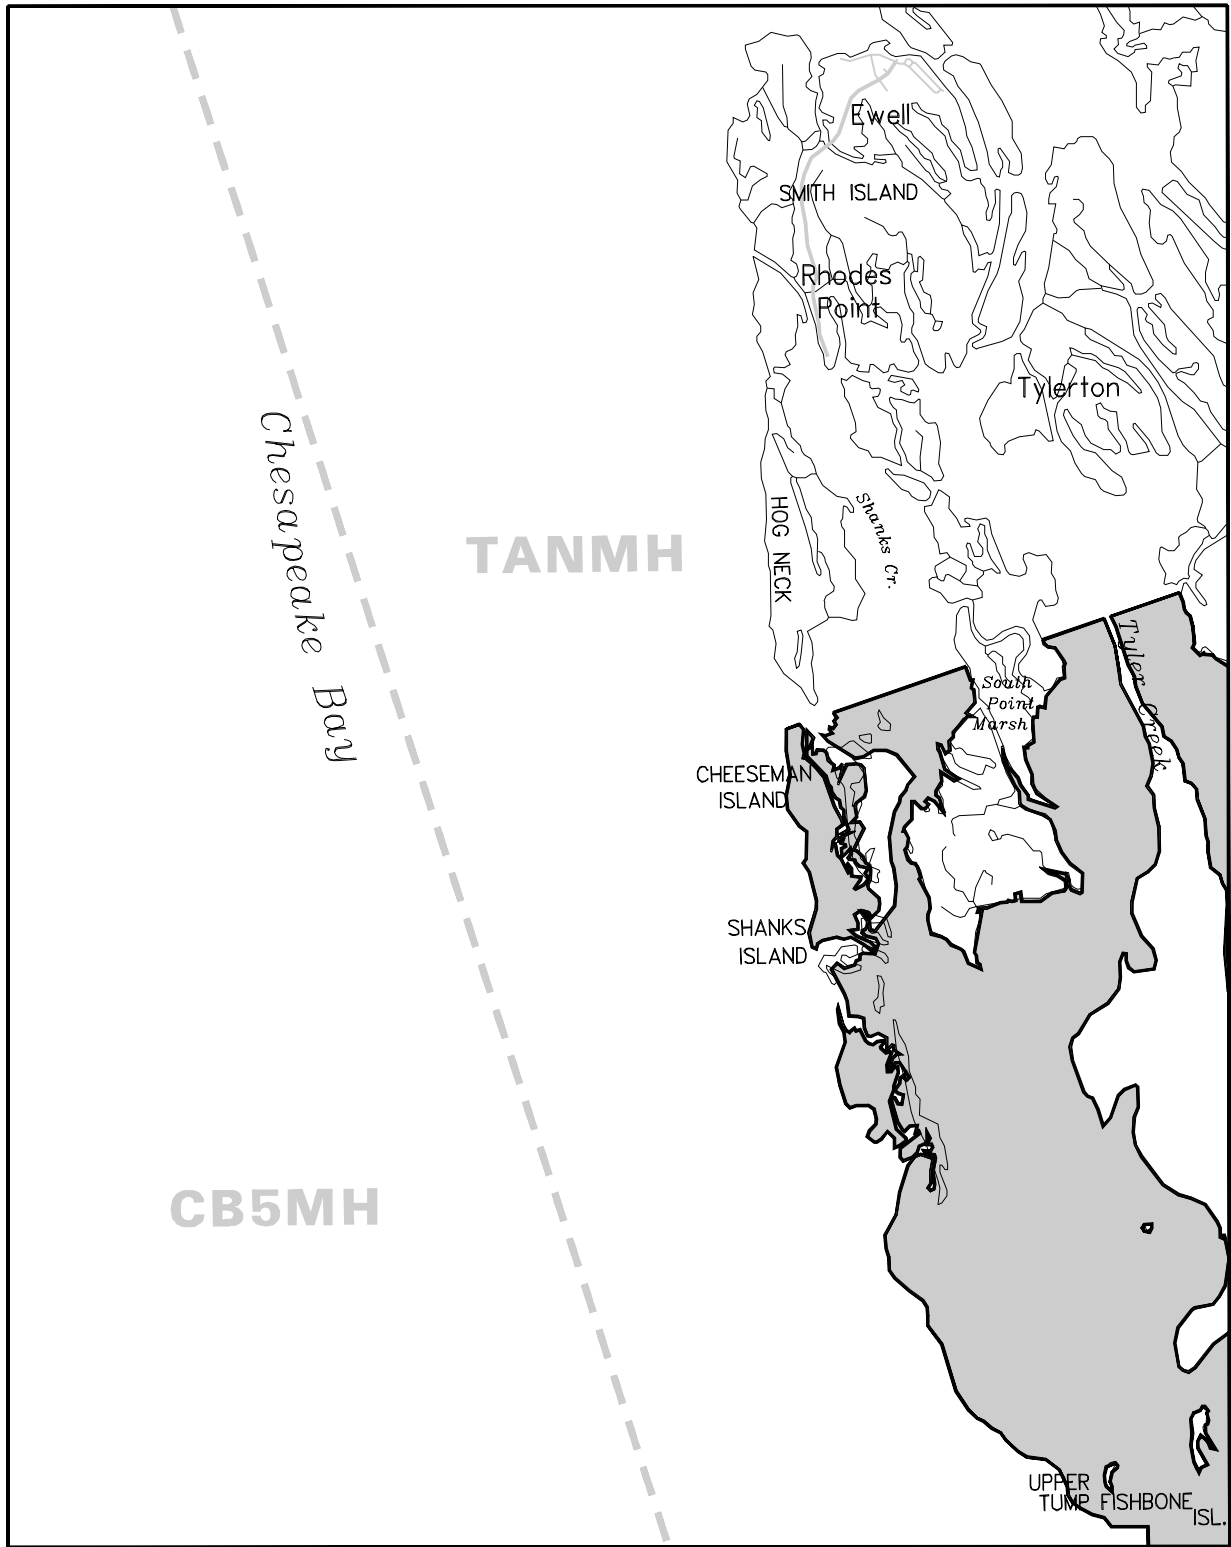 Ewell
SMITH ISLAND
Rhodes
Point
Tylerton
Chesapeake Bay
TANMH
HOG NECK
Shanks Cr.
Tyler Creek
South
Point
Marsh
CHEESEMAN
ISLAND
SHANKS
ISLAND
CB5MH
UPPER
TUMP
FISHBONE
ISL.